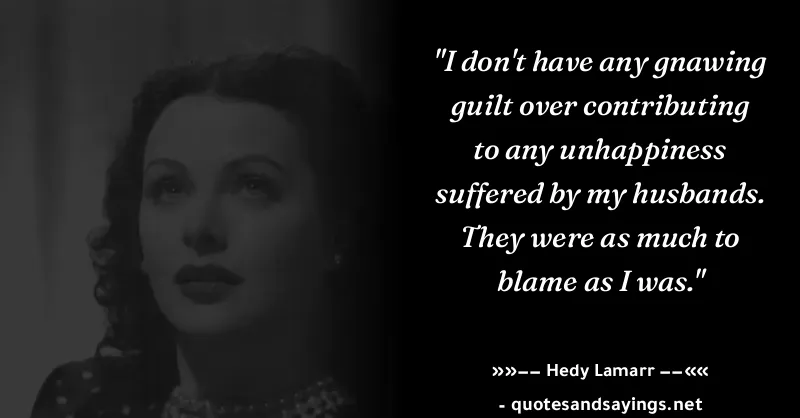 "I don't have any gnawing
guilt over contributing
to any unhappiness
suffered by my husbands.
They were as much to
blame as I was."
»»−− Hedy Lamarr −−««
- quotesandsayings.net